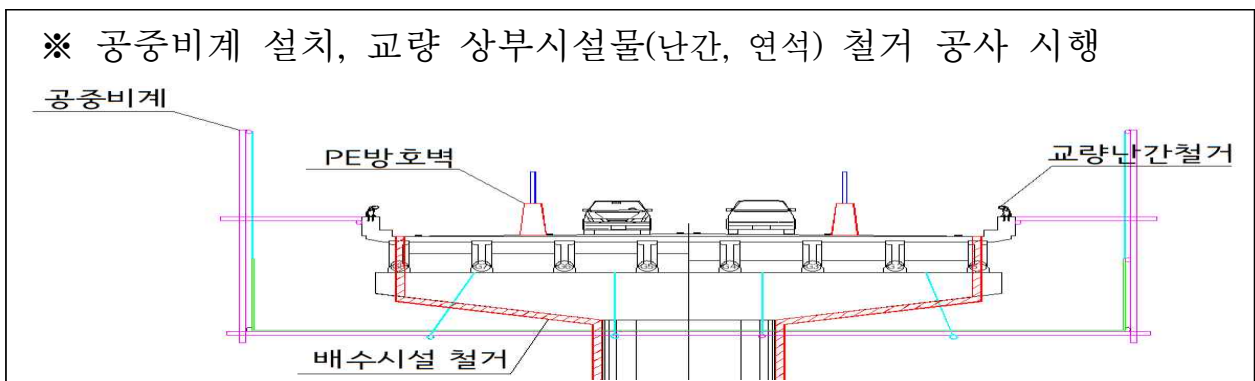 ※ 공중비계 설치, 교량 상부시설물(난간, 연석) 철거 공사 시행
공중비계
PE방호벽
교량난간철거
배수시설 철거